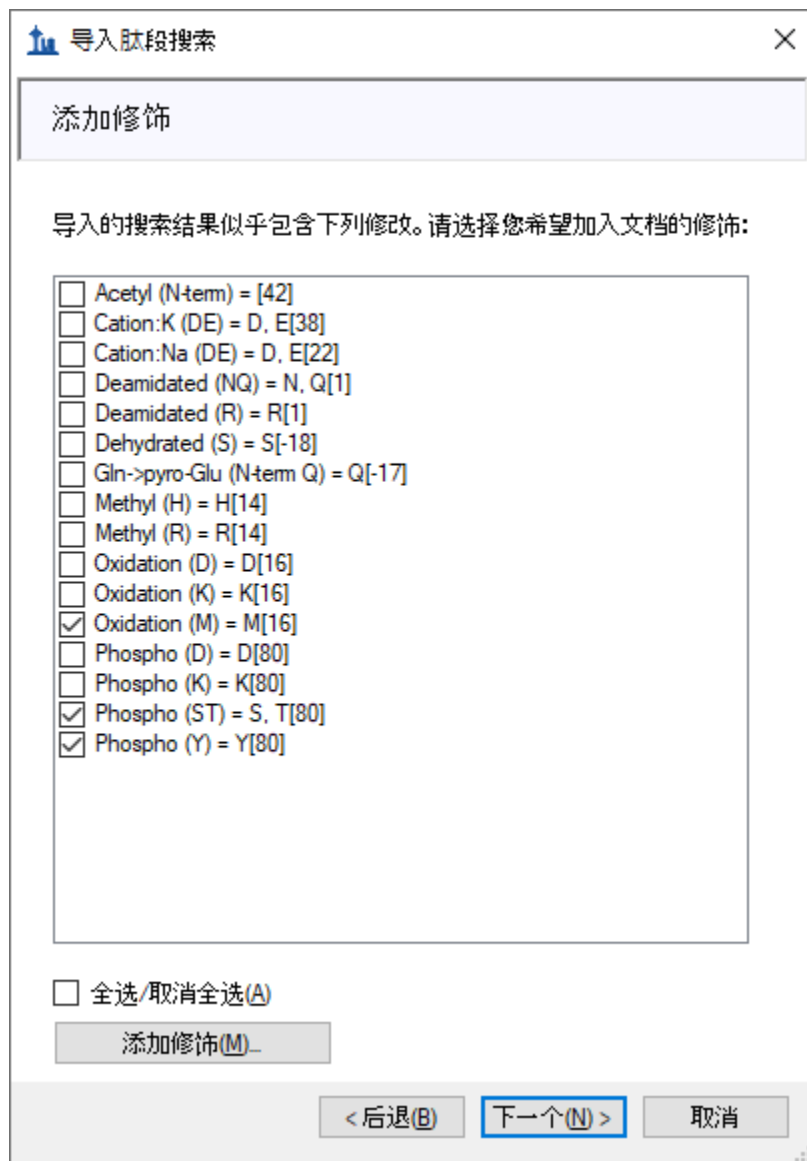 导入肽段搜索
添加修饰
导入的搜索结果似乎包含下列修改。请选择您希望加入文档的修饰:
Acetyl (N-term) = [42]
Cation:K (DE) = D, E[38]
Cation:Na (DE) = D, E[22]
Deamidated (NQ) = N, Q[1]
Deamidated (R) = R[1]
Dehydrated (S) = S[-18]
Gln->pyro-Glu (N-term Q) = Q[-17]
Methyl (H) = H[14]
Methyl (R) = R[14]
Oxidation (D) = D[16]
Oxidation (K) = K[16]
Oxidation (M) = M[16]
Phospho (D) = D[80]
Phospho (K) = K[80]
Phospho (ST) = S, T[80]
Phospho (Y) = Y[80]
全选/取消全选(A)
添加修饰(M)...
< 后退(B)
下一个(N) >
取消